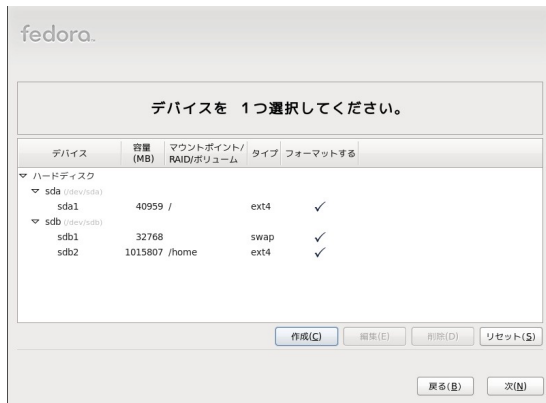 fedora
デバイスを 1つ選択してください。
デバイス 容量 (MB) マウントポイント/ RAID/ボリューム タイプ フォーマットする
ハードディスク
sda (/dev/sda)
sda1 40959 / ext4
sdb (/dev/sdb)
sdb1 32768 swap
sdb2 1015807 /home ext4
作成(C) 編集(E) 削除(D) リセット(S)
戻る(B) 次(N)